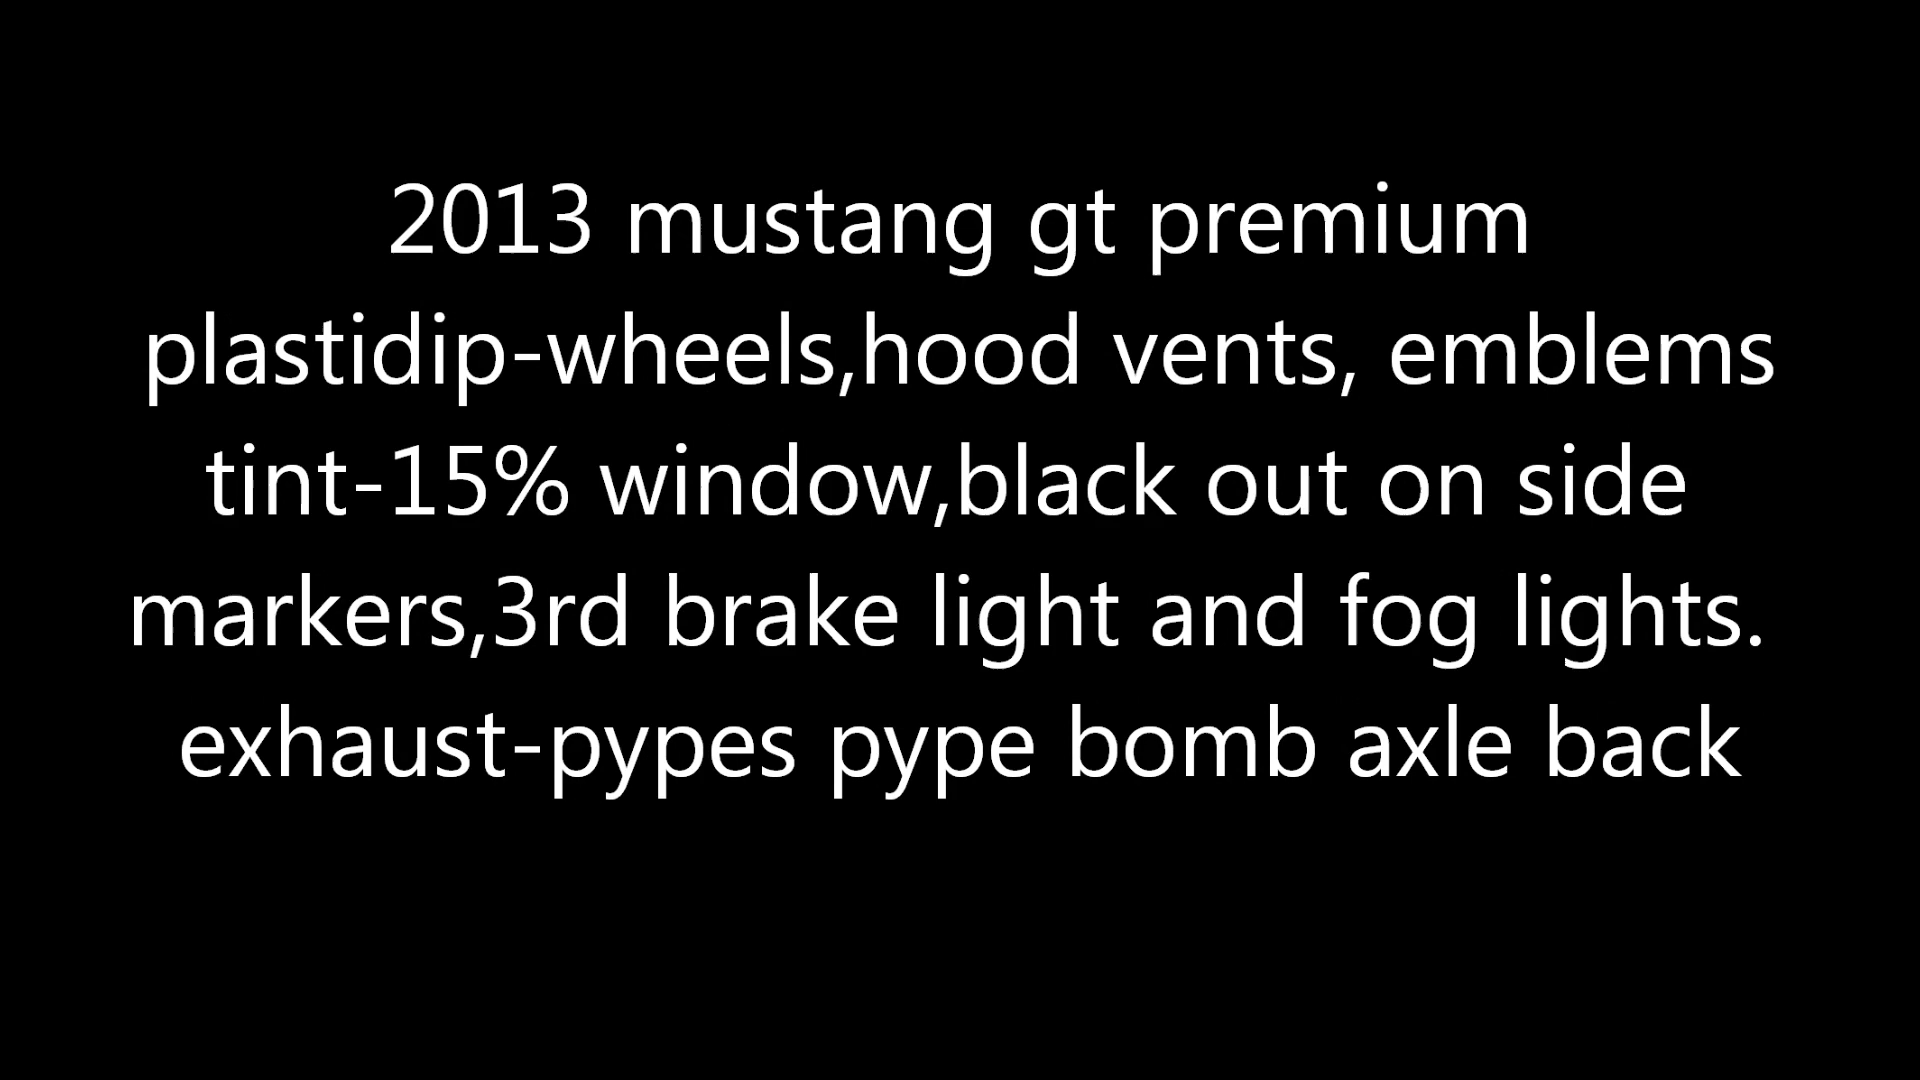 2013 mustang gt premium
plastidip-wheels,hood vents, emblems
tint-15% window,black out on side
markers,3rd brake light and fog lights.
exhaust-pypes pype bomb axle back